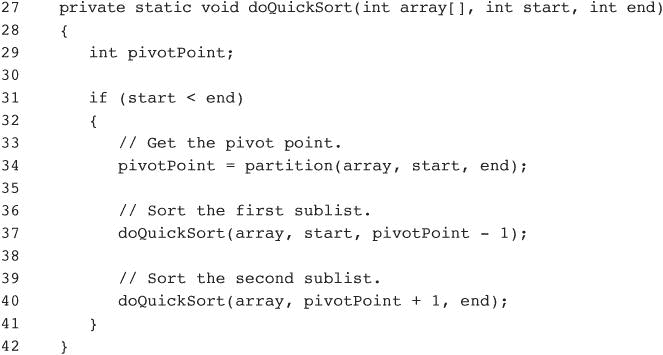 27 private static void doQuickSort(int array[], int start, int end)
28 {
29 int pivotPoint;
30
31 if (start < end)
32 {
33 // Get the pivot point.
34 pivotPoint = partition(array, start, end);
35
36 // Sort the first sublist.
37 doQuickSort(array, start, pivotPoint - 1);
38
39 // Sort the second sublist.
40 doQuickSort(array, pivotPoint + 1, end);
41 }
42 }